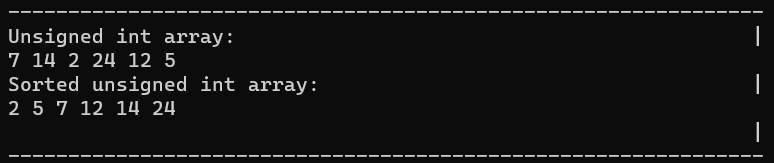 ---------------------------------------------------------------
Unsigned int array:                                           |
7 14 2 24 12 5
Sorted unsigned int array:                                    |
2 5 7 12 14 24
                                                              |
---------------------------------------------------------------